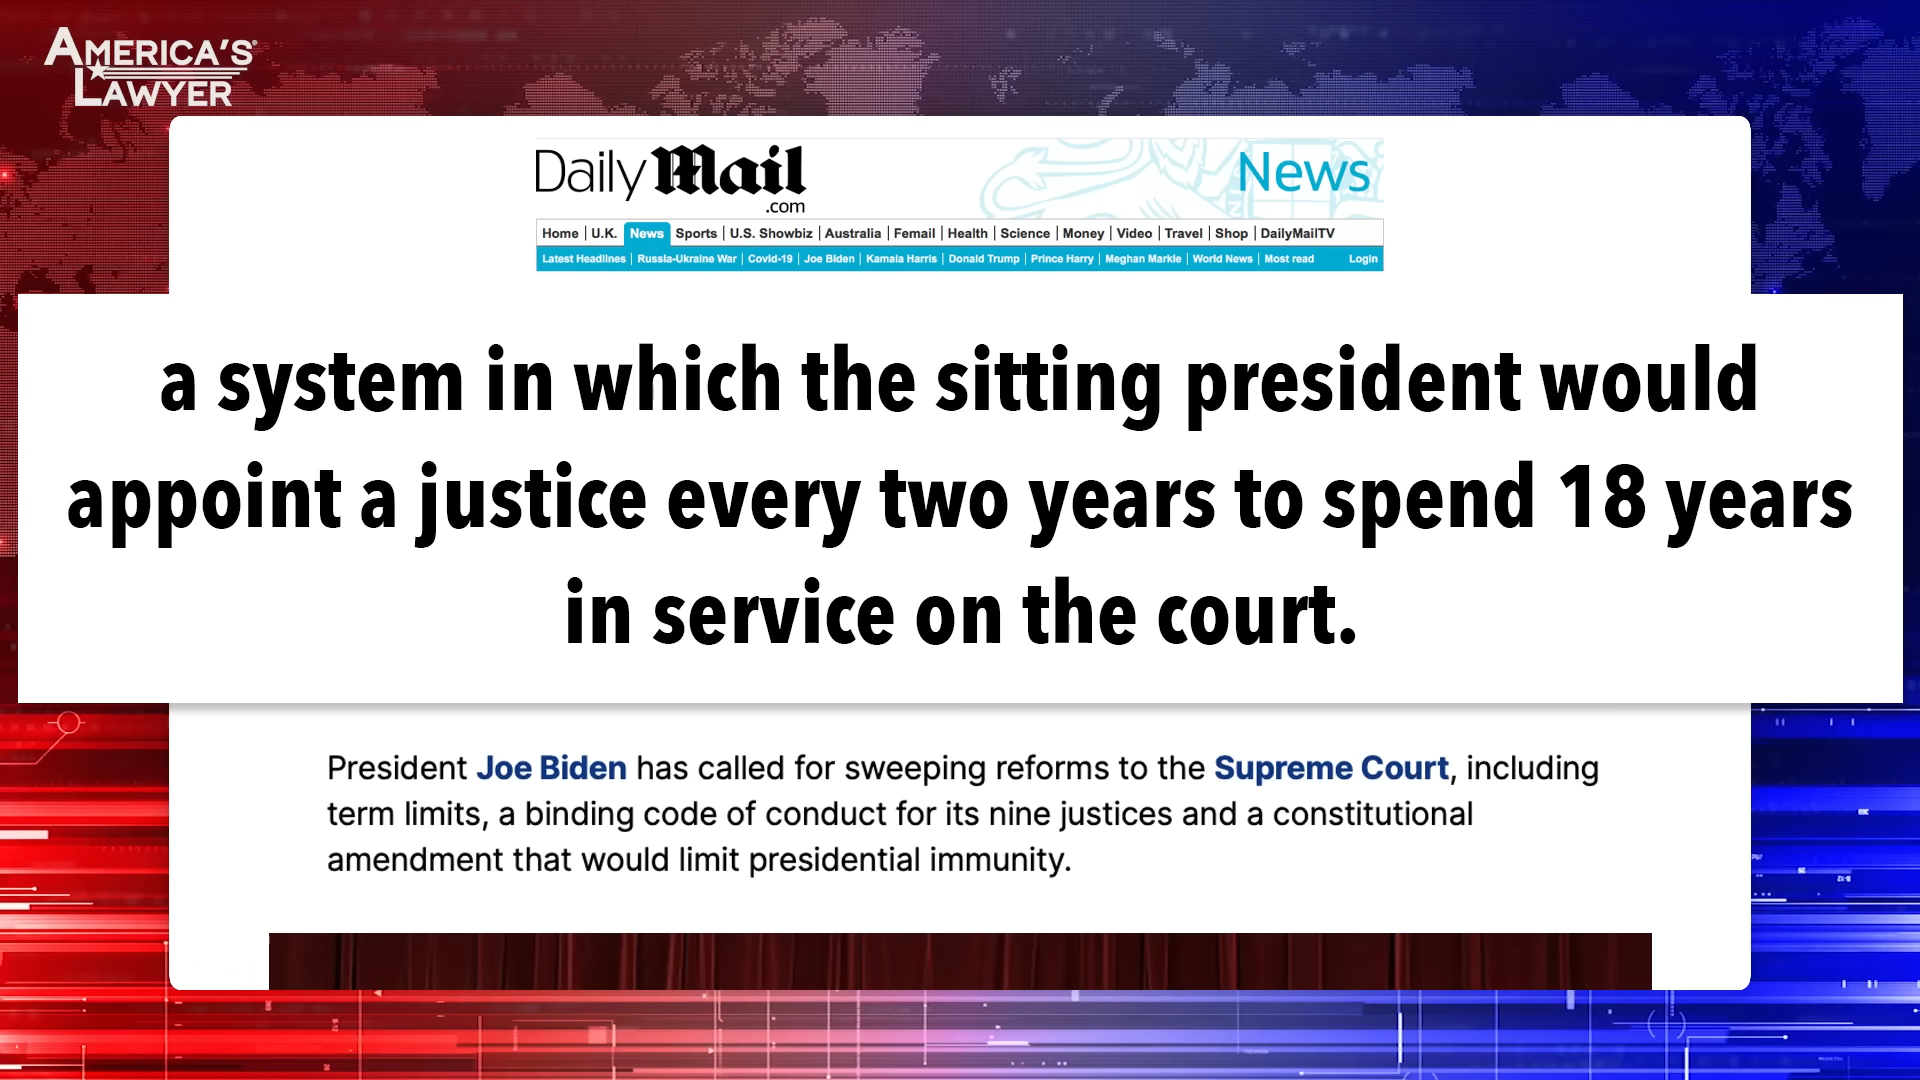 AMERICA'S®
LAWYER
Daily Mail
.com
News
Home | U.K. News Sports | U.S. Showbiz | Australia | Femail | Health | Science | Money | Video | Travel | Shop | DailyMailTV
Latest Headlines | Russia-Ukraine War | Covid-19 | Joe Biden | Kamala Harris | Donald Trump | Prince Harry | Meghan Markle | World News | Most read Login
a system in which the sitting president would
appoint a justice every two years to spend 18 years
in service on the court.
President Joe Biden has called for sweeping reforms to the Supreme Court, including
term limits, a binding code of conduct for its nine justices and a constitutional
amendment that would limit presidential immunity.